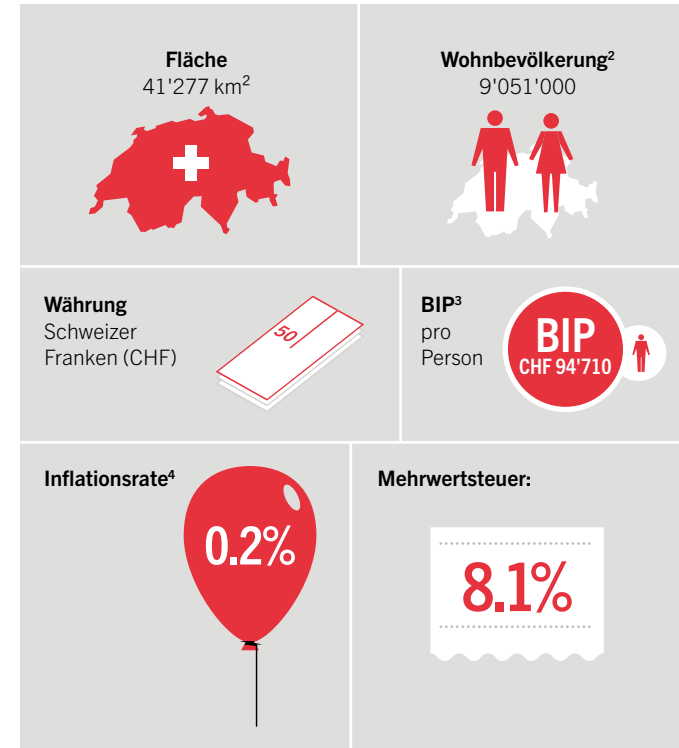 Fläche
41'277 km²
Wohnbevölkerung²
9'051'000
Währung
Schweizer
Franken (CHF)
50
BIP³
pro
Person
BIP
CHF 94'710
Inflationsrate⁴
0.2%
Mehrwertsteuer:
8.1%